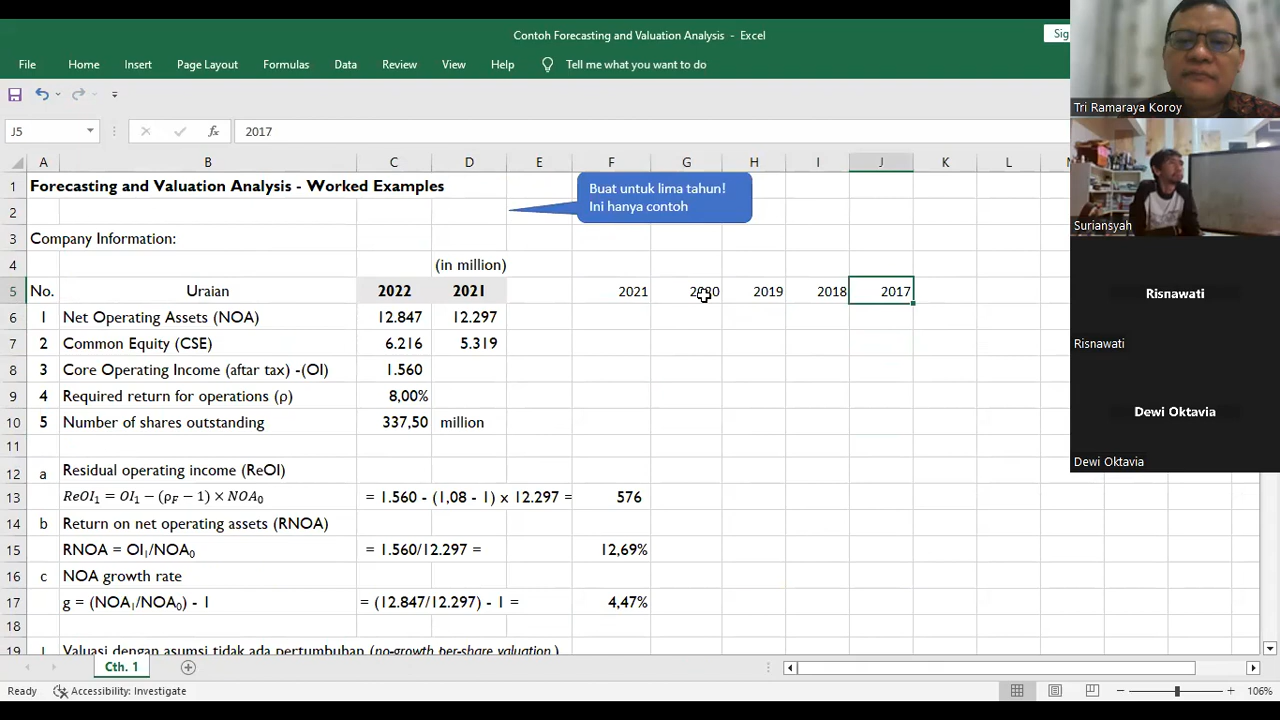 Contoh Forecasting and Valuation Analysis - Excel
Sig
File Home Insert Page Layout Formulas Data Review View Help Tell me what you want to do
J5 fx 2017
A B C D E F G H I J K L
1 Forecasting and Valuation Analysis - Worked Examples
Buat untuk lima tahun!
Ini hanya contoh
2
3 Company Information:
4 (in million)
5 No. Uraian 2022 2021 2021 2020 2019 2018 2017
6 1 Net Operating Assets (NOA) 12.847 12.297
7 2 Common Equity (CSE) 6.216 5.319
8 3 Core Operating Income (aftar tax) -(OI) 1.560
9 4 Required return for operations (ρ) 8,00%
10 5 Number of shares outstanding 337,50 million
11
12 a Residual operating income (ReOI)
13 ReOI₁ = OI₁ − (ρF − 1) × NOA₀ = 1.560 - (1,08 - 1) x 12.297 = 576
14 b Return on net operating assets (RNOA)
15 RNOA = OI₁/NOA₀ = 1.560/12.297 = 12,69%
16 c NOA growth rate
17 g = (NOA₁/NOA₀) - 1 = (12.847/12.297) - 1 = 4,47%
18
19 1 Valuasi dengan asumsi tidak ada pertumbuhan (no-growth per-share valuation)
Cth. 1
Ready Accessibility: Investigate 106%
Tri Ramaraya Koroy
Suriansyah
Risnawati
Risnawati
Dewi Oktavia
Dewi Oktavia